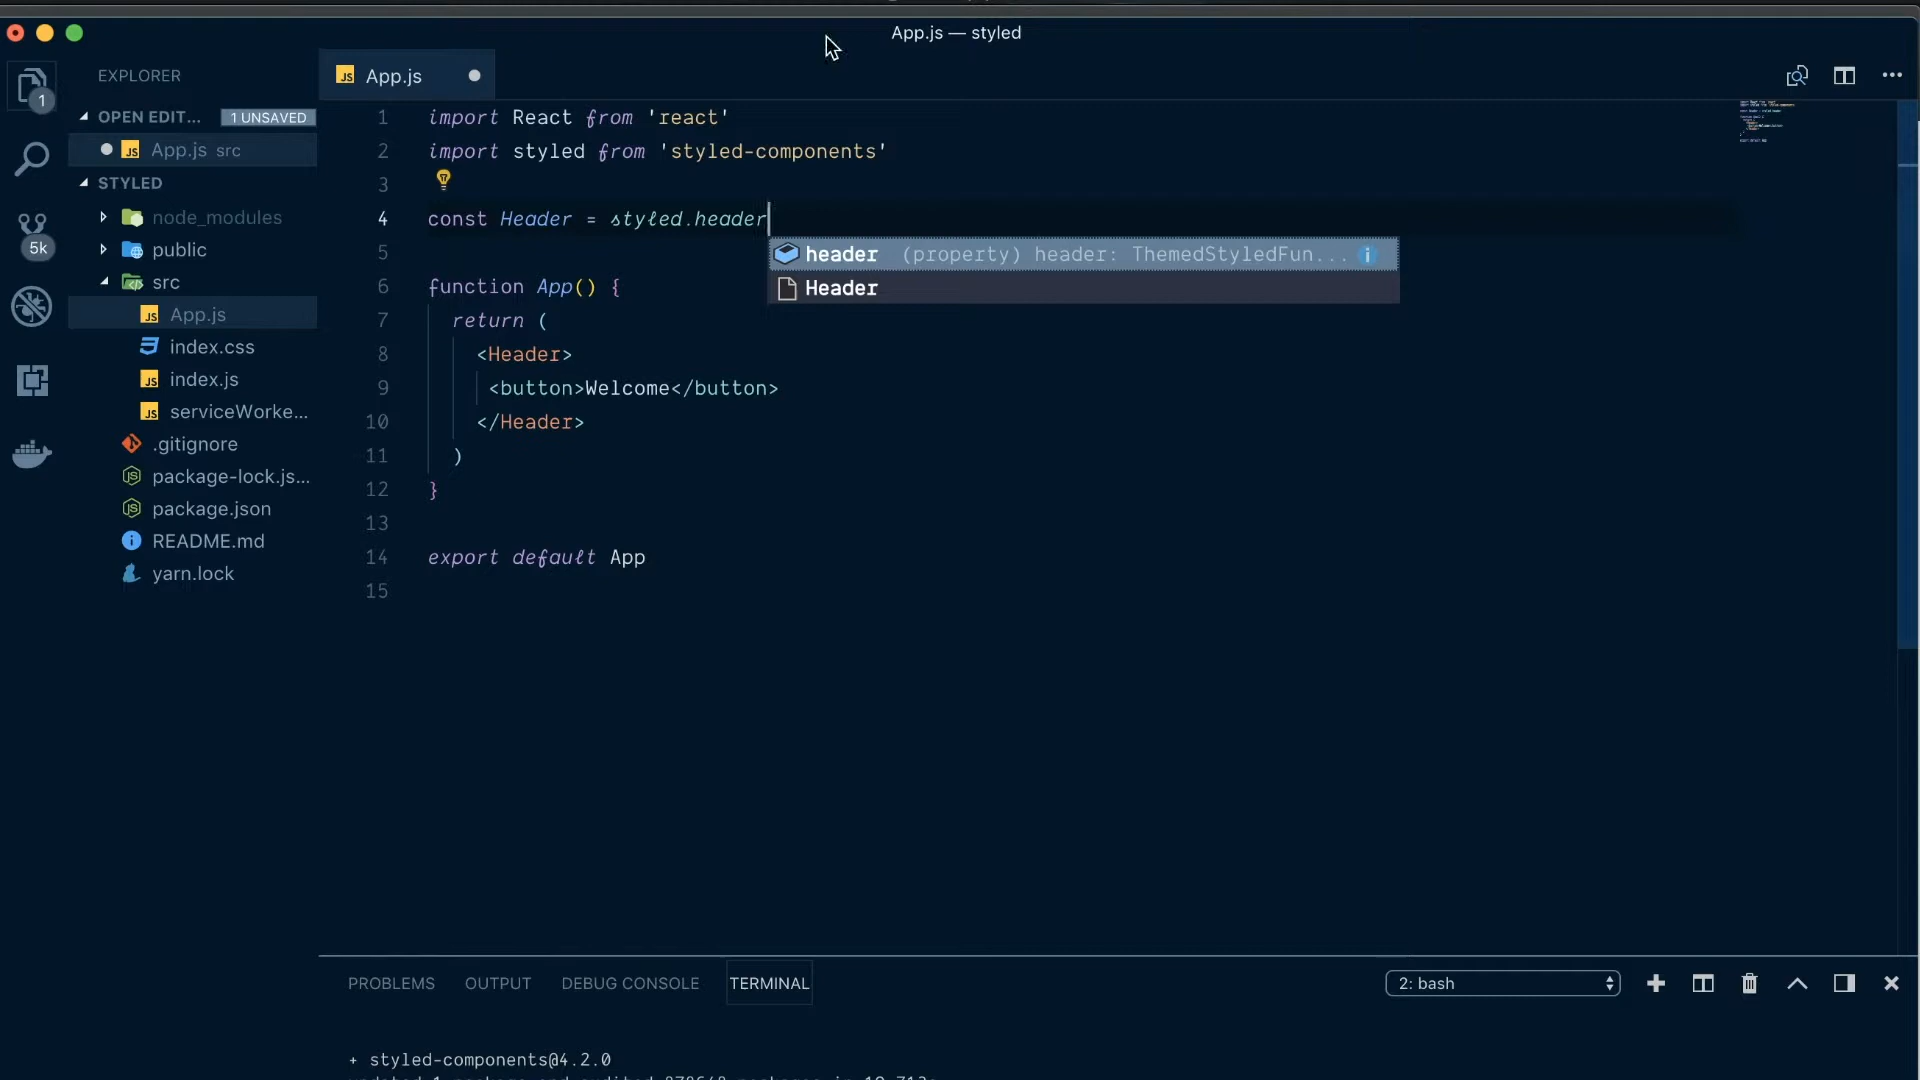 App.js — styled
EXPLORER
OPEN EDIT... 1 UNSAVED
App.js src
STYLED
node_modules
public
src
App.js
index.css
index.js
serviceWorke...
.gitignore
package-lock.js...
package.json
README.md
yarn.lock
1
5k
App.js
1 import React from 'react'
2 import styled from 'styled-components'
3
4 const Header = styled.header
5
6 function App() {
7 return (
8 <Header>
9 <button>Welcome</button>
10 </Header>
11 )
12 }
13
14 export default App
15
header (property) header: ThemedStyledFun...
Header
PROBLEMS OUTPUT DEBUG CONSOLE TERMINAL
2: bash
+ styled-components@4.2.0